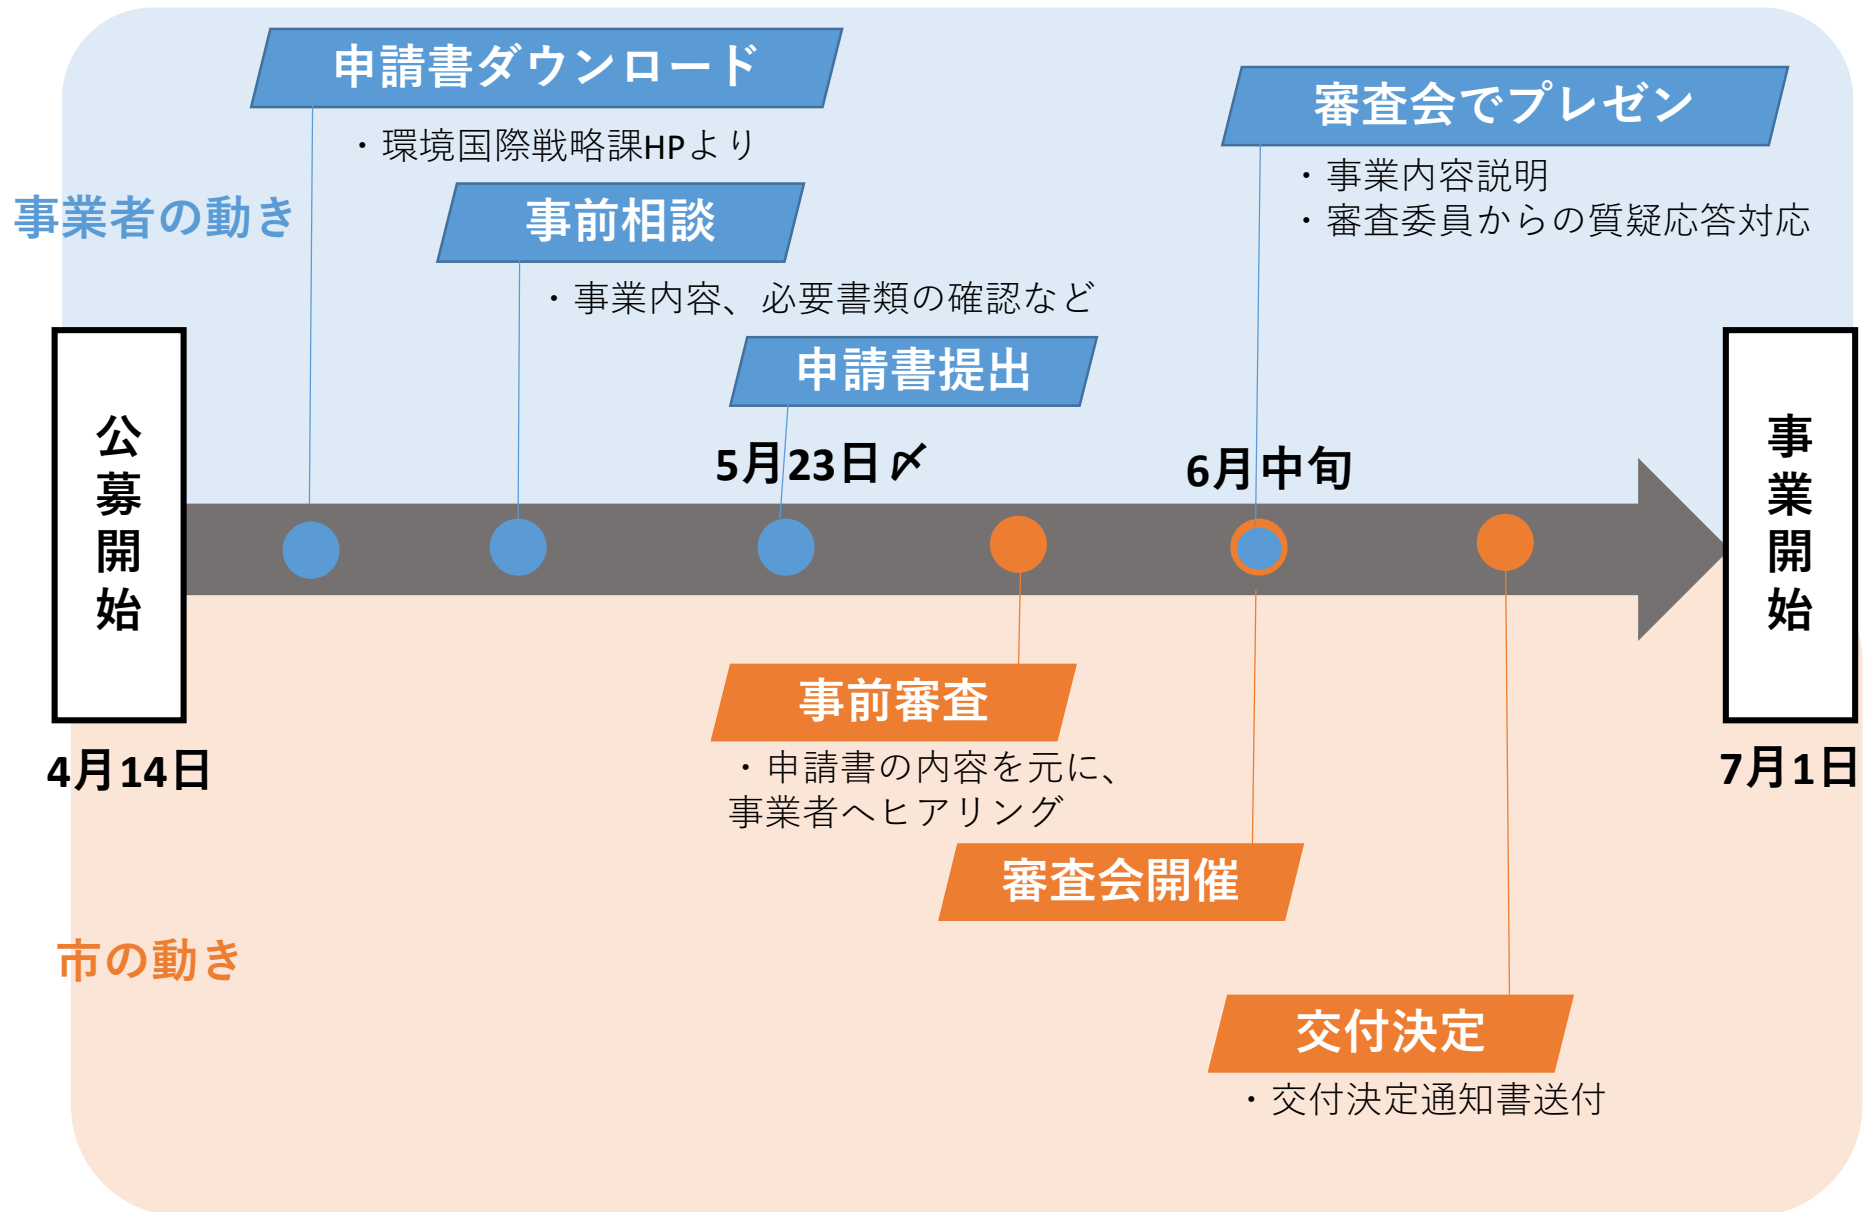 申請書ダウンロード
・環境国際戦略課HPより
事業者の動き
事前相談
・事業内容、必要書類の確認など
申請書提出
5月23日〆
審査会でプレゼン
・事業内容説明
・審査委員からの質疑応答対応
6月中旬
公募開始
4月14日
事業開始
7月1日
事前審査
・申請書の内容を元に、
事業者へヒアリング
審査会開催
市の動き
交付決定
・交付決定通知書送付